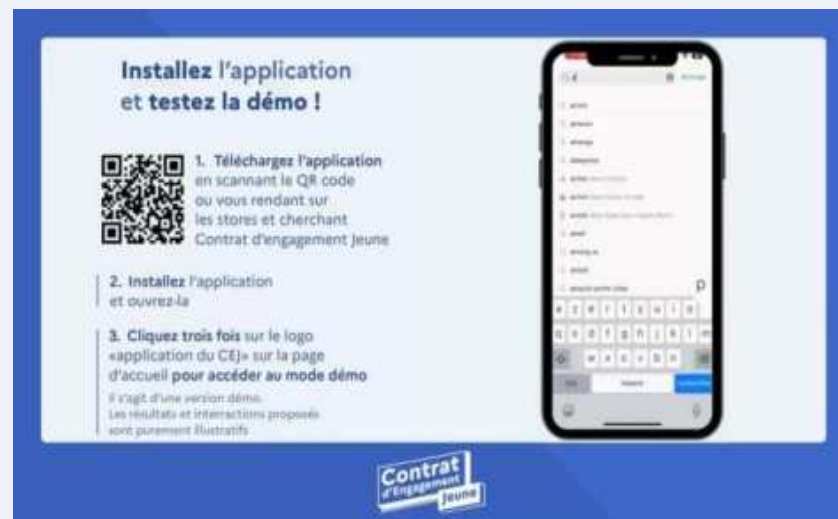 Installez l'application
et testez la démo !
1. Téléchargez l'application
en scannant le QR code
ou vous rendant sur
les stores et cherchant
Contrat d'engagement Jeune
2. Installez l'application
et ouvrez-la
3. Cliquez trois fois sur le logo
«application du CEJ» sur la page
d'accueil pour accéder au mode démo
Il s'agit d'une version démo.
Les résultats et interactions proposés
sont purement illustratifs
Contrat
d'Engagement
Jeune